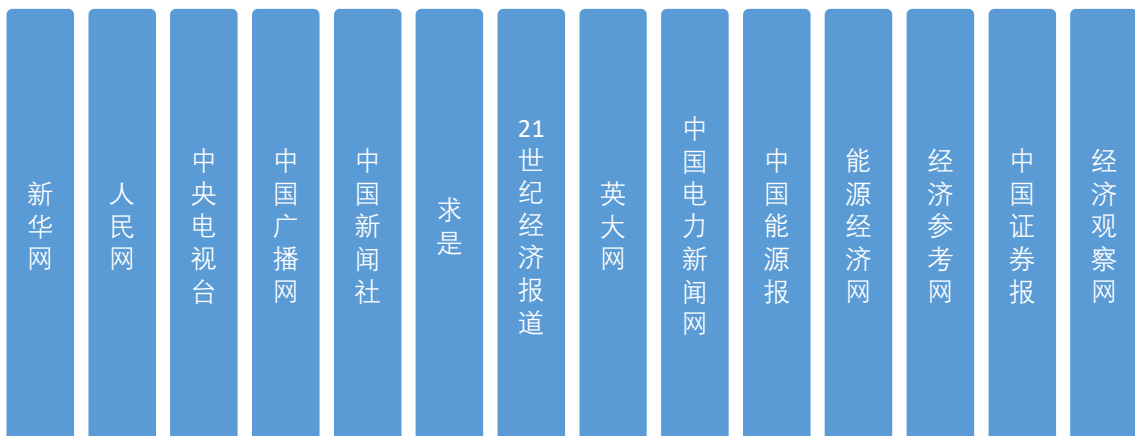 新华网
人民网
中央电视台
中国广播网
中国新闻社
求是
21世纪经济报道
英大网
中国电力新闻网
中国能源报
能源经济网
经济参考网
中国证券报
经济观察网